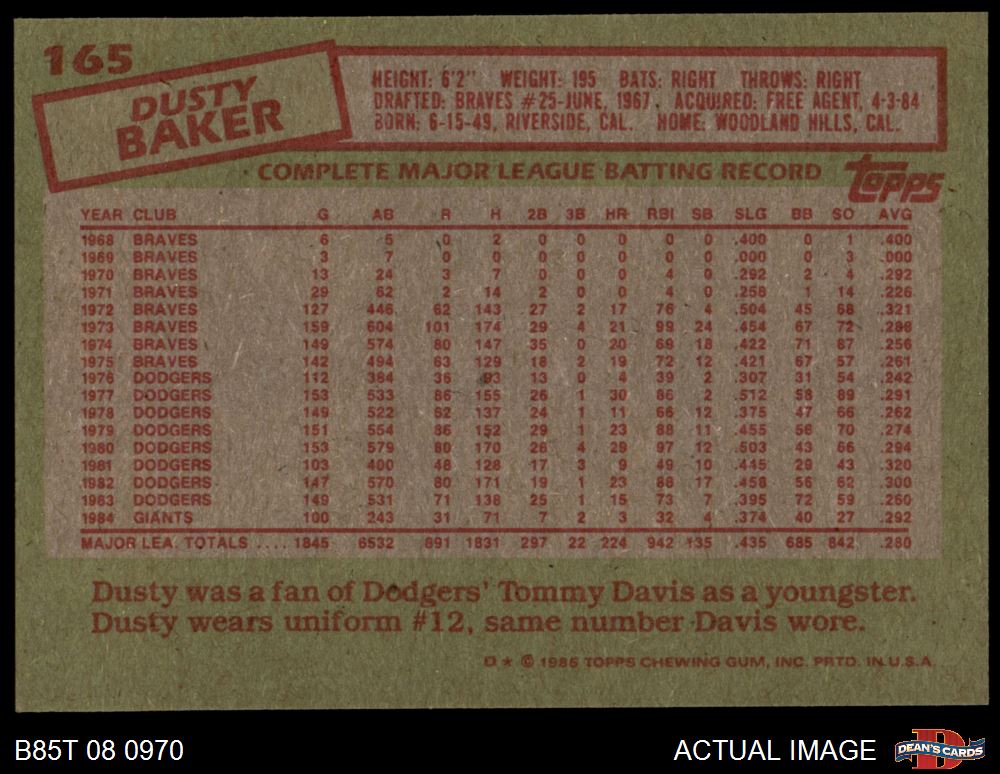 165
DUSTY
BAKER
HEIGHT: 6'2" WEIGHT: 195 BATS: RIGHT THROWS: RIGHT
DRAFTED: BRAVES #25-JUNE, 1967. ACQUIRED: FREE AGENT, 4-3-84
BORN: 6-15-49, RIVERSIDE, CAL. HOME: WOODLAND HILLS, CAL.
COMPLETE MAJOR LEAGUE BATTING RECORD
Topps
YEAR CLUB G AB R H 2B 3B HR RBI SB SLG BB SO AVG
1968 BRAVES 6 5 0 2 0 0 0 0 0 .400 0 1 .400
1969 BRAVES 3 7 0 0 0 0 0 0 0 .000 0 3 .000
1970 BRAVES 13 24 3 7 0 0 0 4 0 .292 2 4 .292
1971 BRAVES 29 62 2 14 2 0 0 4 0 .258 1 14 .226
1972 BRAVES 127 446 62 143 27 2 17 76 4 .504 45 68 .321
1973 BRAVES 159 604 101 174 29 4 21 99 24 .454 67 72 .288
1974 BRAVES 149 574 80 147 35 0 20 69 18 .422 71 87 .256
1975 BRAVES 142 494 63 129 18 2 19 72 12 .421 67 57 .261
1976 DODGERS 112 384 36 93 13 0 4 39 2 .307 31 54 .242
1977 DODGERS 153 533 86 155 26 1 30 86 2 .512 58 89 .291
1978 DODGERS 149 522 62 137 24 1 11 66 12 .375 47 66 .262
1979 DODGERS 151 554 86 152 29 1 23 88 11 .455 56 70 .274
1980 DODGERS 153 579 80 170 26 4 29 97 12 .503 43 66 .294
1981 DODGERS 103 400 48 128 17 3 9 49 10 .445 29 43 .320
1982 DODGERS 147 570 80 171 19 1 23 88 17 .458 56 62 .300
1983 DODGERS 149 531 71 138 25 1 15 73 7 .395 72 59 .260
1984 GIANTS 100 243 31 71 7 2 3 32 4 .374 40 27 .292
MAJOR LEA. TOTALS .... 1845 6532 891 1831 297 22 224 942 135 .435 685 842 .280
Dusty was a fan of Dodgers' Tommy Davis as a youngster.
Dusty wears uniform #12, same number Davis wore.
D * © 1985 TOPPS CHEWING GUM, INC. PRTD. IN U.S.A.
B85T 08 0970
ACTUAL IMAGE
D
DEAN'S CARDS